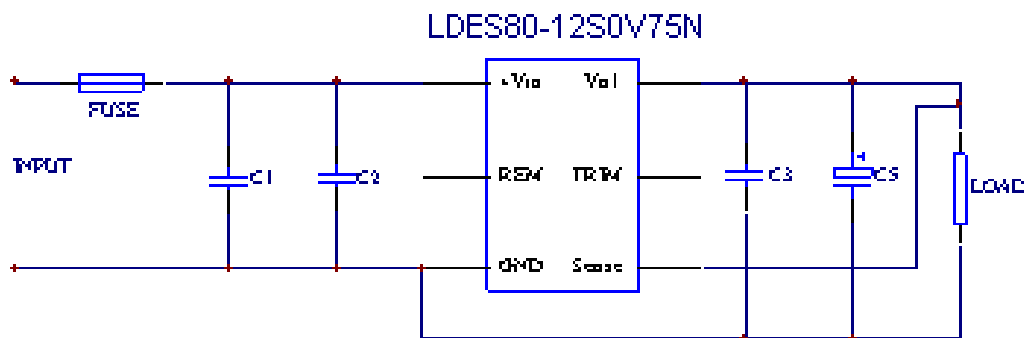 LDES80-12S0V75N
+Vin
Vo1
FUSE
INPUT
C1
C2
REM
TRIM
C3
C5
LOAD
GND
Sense